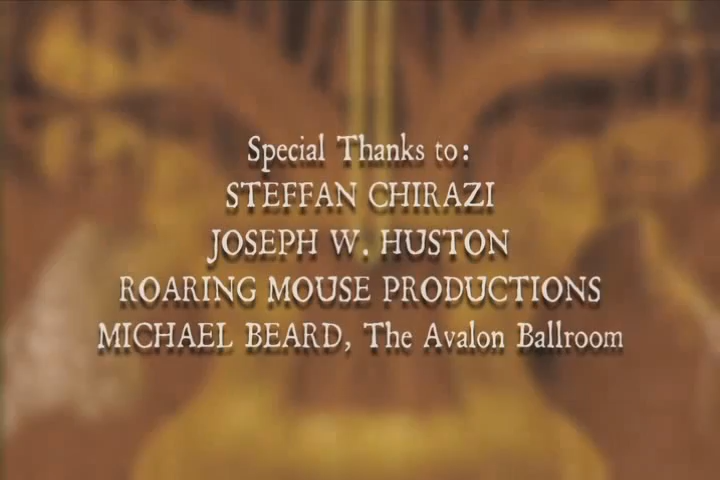 Special Thanks to:
STEFFAN CHIRAZI
JOSEPH W. HUSTON
ROARING MOUSE PRODUCTIONS
MICHAEL BEARD, The Avalon Ballroom